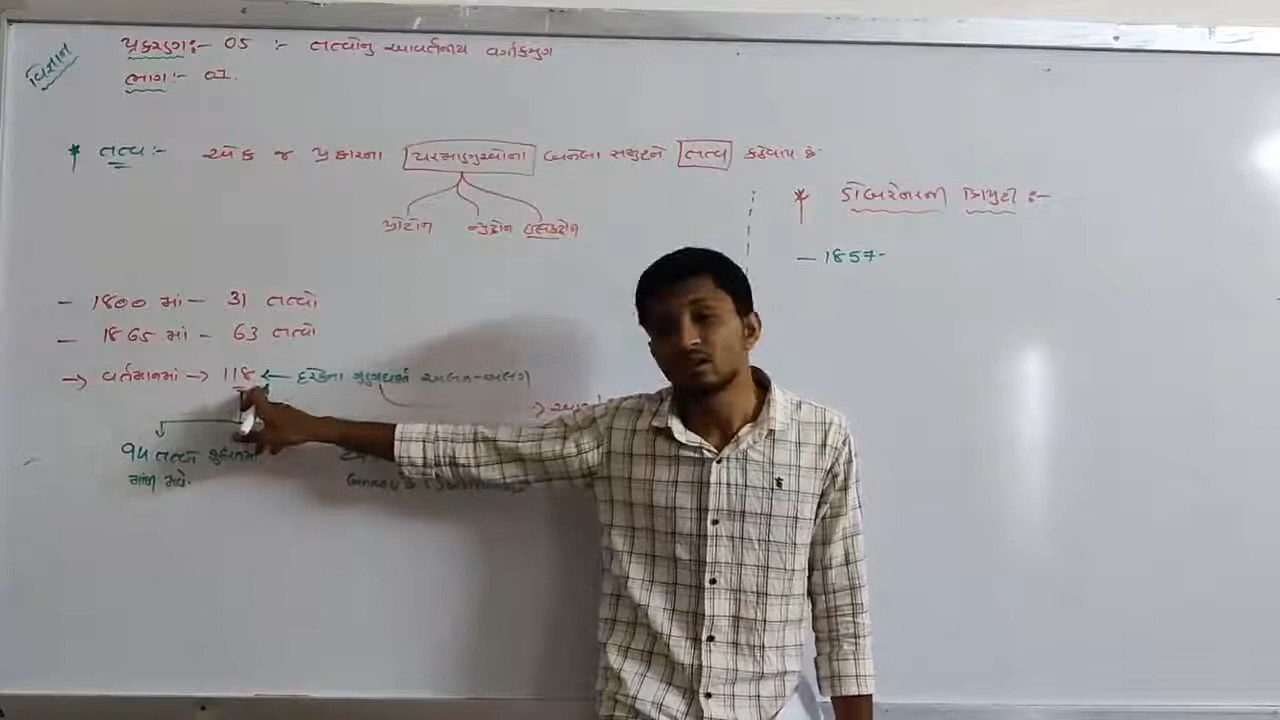 વિજ્ઞાન
પ્રકરણ:- 05 :- તત્વોનુ આવર્તનીય વર્ગીકરણ
ભાગ:- 01.
* તત્વ:- એક જ પ્રકારના પરમાણુઓના બનેલા સમુહને તત્વ કહેવાય છે
પ્રોટોન ન્યુટ્રોન ઇલેક્ટ્રોન
* ડોબરેનરની ત્રિપુટી :-
- 1857-
- 1800 માં - 31 તત્વો
- 1865 માં - 63 તત્વો
→ વર્તમાનમાં → 118 ← દરેકના ગુણધર્મો અલગ-અલગ
94 તત્વો કુદરતમાં
મળી આવે.